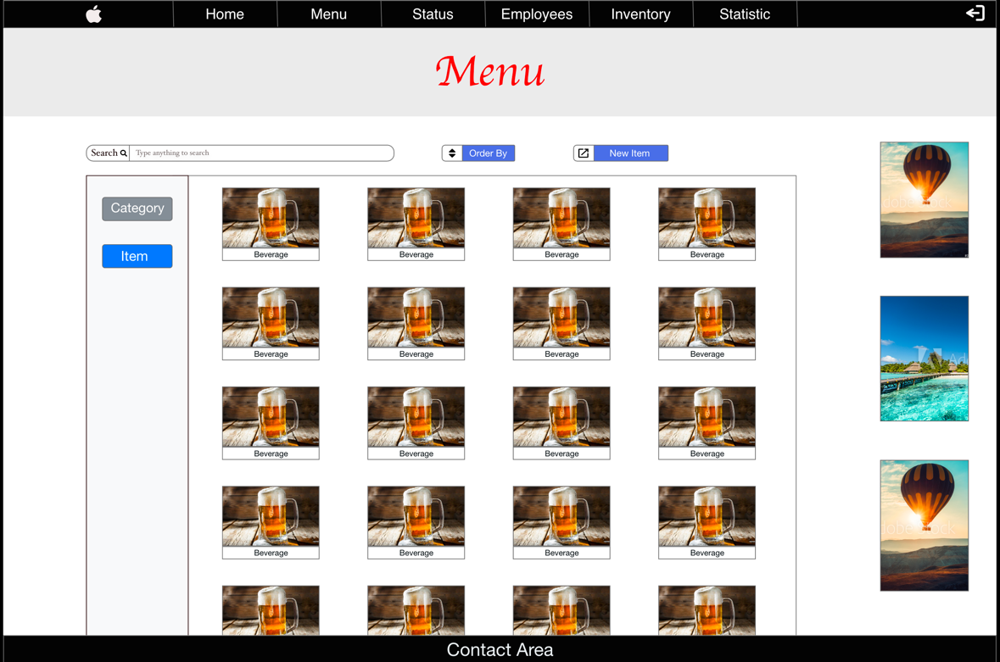 Home Menu Status Employees Inventory Statistic
Menu
Search Type anything to search Order By New Item
Category
Item
Beverage Beverage Beverage Beverage
Beverage Beverage Beverage Beverage
Beverage Beverage Beverage Beverage
Beverage Beverage Beverage Beverage
Contact Area